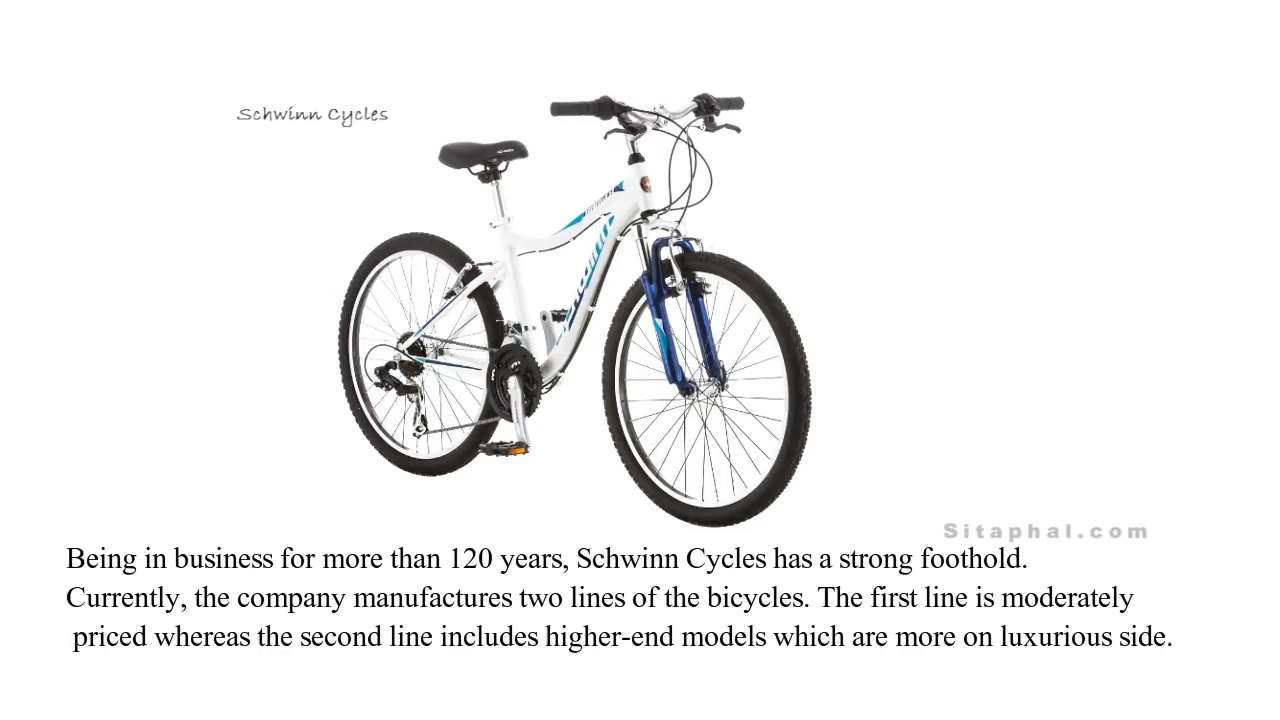 Schwinn Cycles
Sitaphal.com
Being in business for more than 120 years, Schwinn Cycles has a strong foothold.
Currently, the company manufactures two lines of the bicycles. The first line is moderately
priced whereas the second line includes higher-end models which are more on luxurious side.